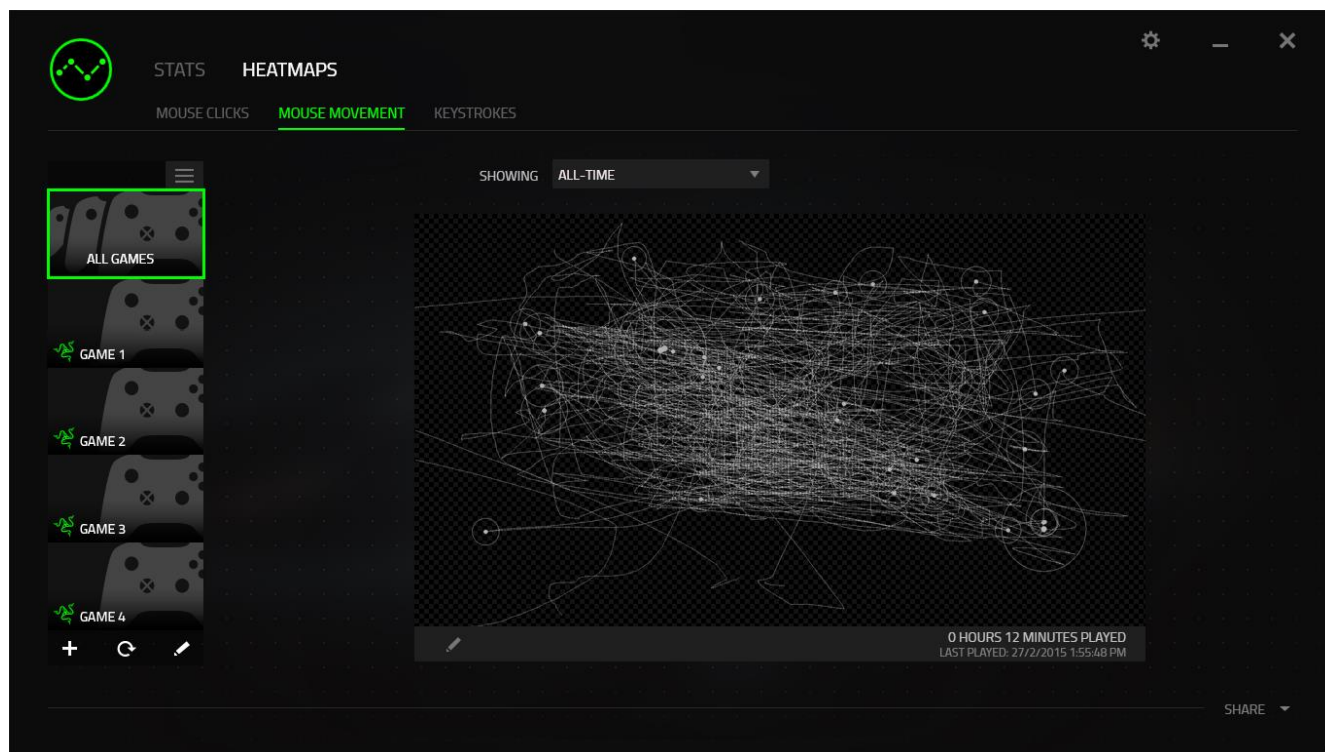 STATS HEATMAPS
MOUSE CLICKS MOUSE MOVEMENT KEYSTROKES
SHOWING ALL-TIME
ALL GAMES
GAME 1
GAME 2
GAME 3
GAME 4
0 HOURS 12 MINUTES PLAYED
LAST PLAYED: 27/2/2015 1:55:48 PM
SHARE